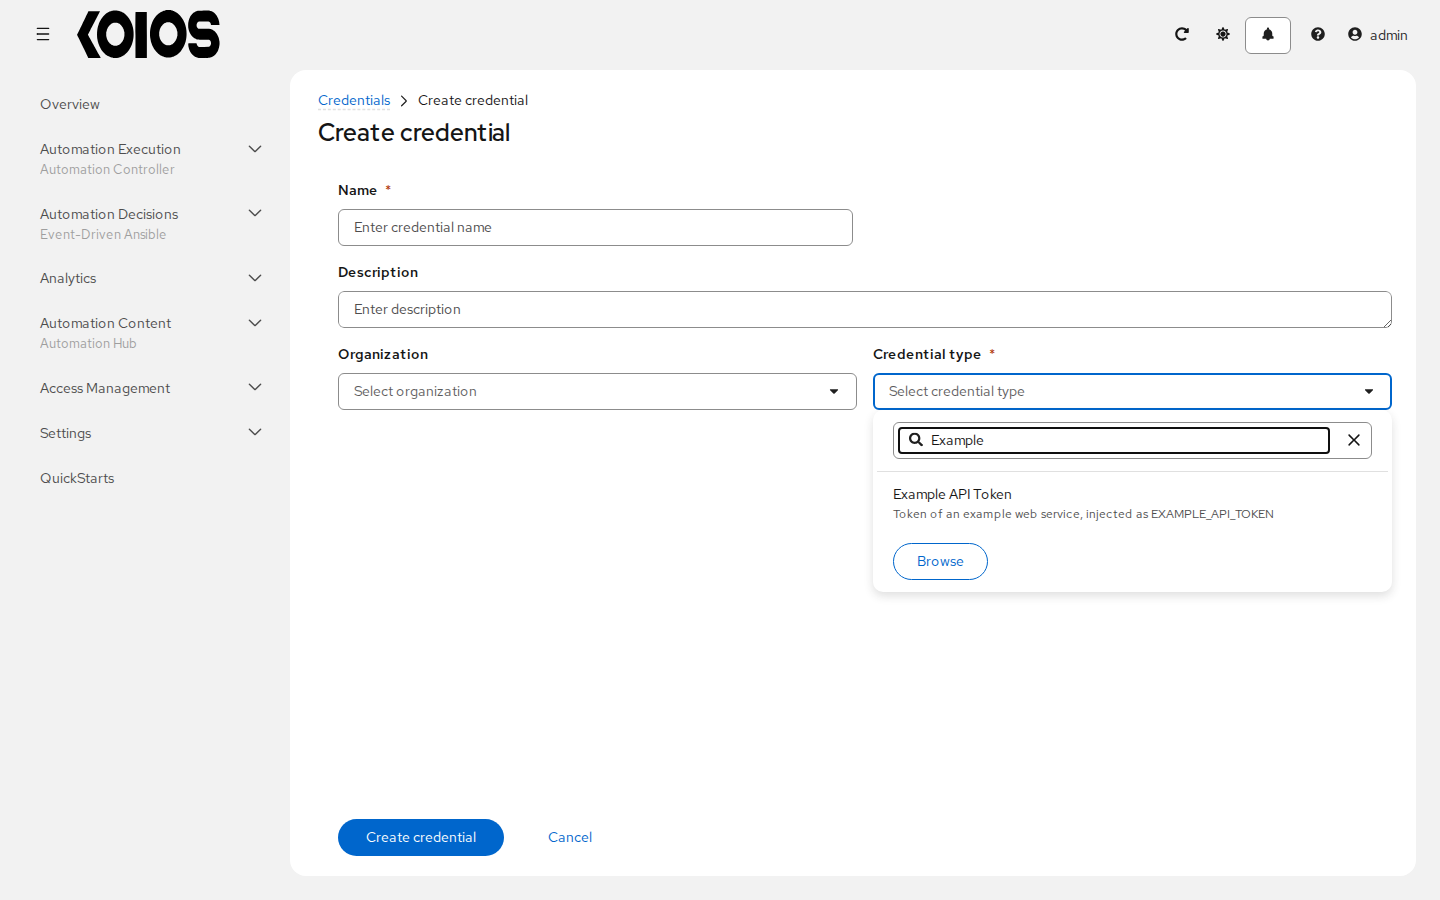 KOIOS
admin
Overview
Automation Execution
Automation Controller
Automation Decisions
Event-Driven Ansible
Analytics
Automation Content
Automation Hub
Access Management
Settings
QuickStarts
Credentials > Create credential
Create credential
Name *
Enter credential name
Description
Enter description
Organization
Select organization
Credential type *
Select credential type
Example
Example API Token
Token of an example web service, injected as EXAMPLE_API_TOKEN
Browse
Create credential
Cancel